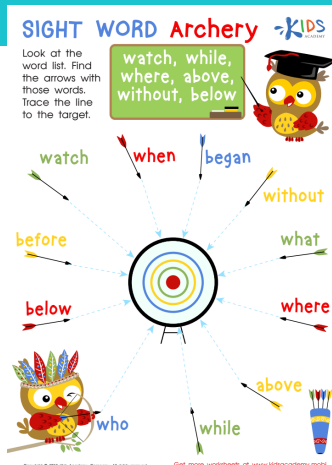 SIGHT WORD Archery
KIDS
ACADEMY
Look at the
word list. Find
the arrows with
those words.
Trace the line
to the target.
watch, while,
where, above,
without, below
watch
when
began
without
before
what
below
where
above
who
while
Get more worksheets at www.kidsacademy.mobi